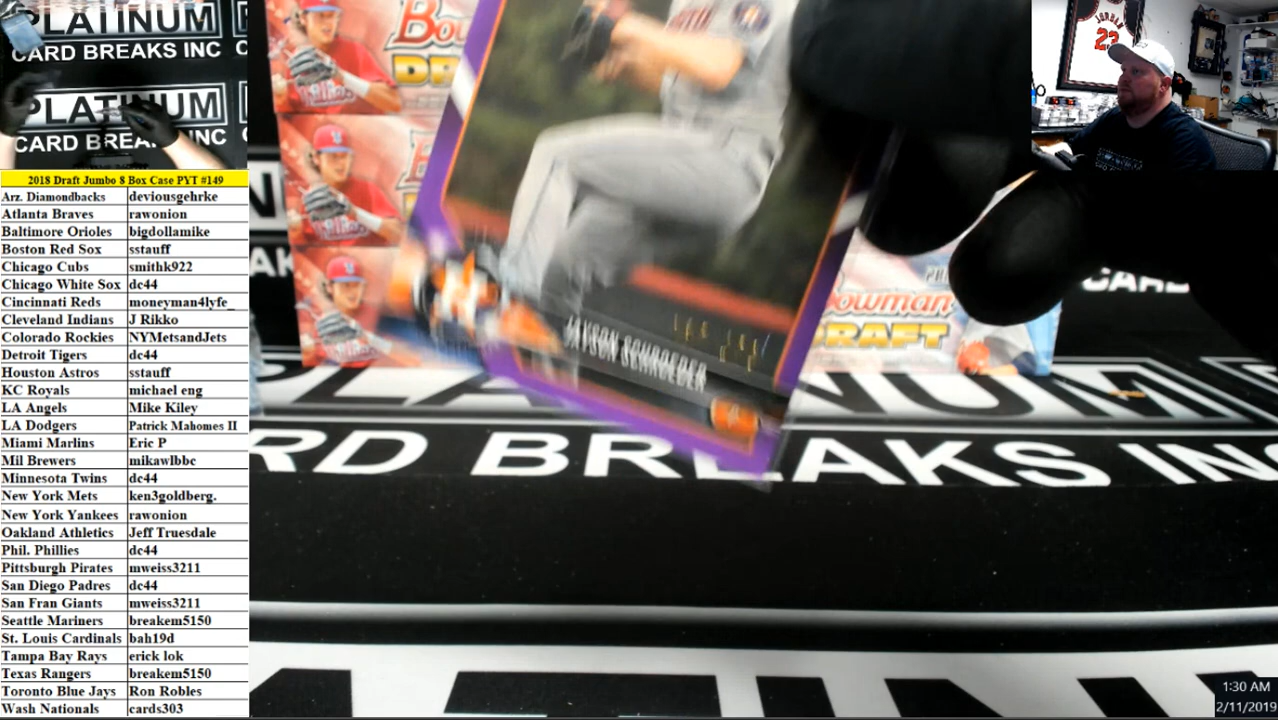 PLATINUM
CARD BREAKS INC
PLATINUM
CARD BREA
INC
2018 Draft Jumbo 8 Box Case PYT #149
Arz. Diamondbacks deviousgehrke
Atlanta Braves rawonion
Baltimore Orioles bigdollamike
Boston Red Sox sstauff
Chicago Cubs smithk922
Chicago White Sox dc44
Cincinnati Reds moneyman4lyfe_
Cleveland Indians J Rikko
Colorado Rockies NYMetsandJets
Detroit Tigers dc44
Houston Astros sstauff
KC Royals michael eng
LA Angels Mike Kiley
LA Dodgers Patrick Mahomes II
Miami Marlins Eric P
Mil Brewers mikawlbbc
Minnesota Twins dc44
New York Mets ken3goldberg.
New York Yankees rawonion
Oakland Athletics Jeff Truesdale
Phil. Phillies dc44
Pittsburgh Pirates mweiss3211
San Diego Padres dc44
San Fran Giants mweiss3211
Seattle Mariners breakem5150
St. Louis Cardinals bah19d
Tampa Bay Rays erick lok
Texas Rangers breakem5150
Toronto Blue Jays Ron Robles
Wash Nationals cards303
JORDAN
23
Bou
DR
JAYSON SCHROEDER
Bowman
DRAFT
CARD
PLATINUM
RD BREAKS INC
1:30 AM
2/11/2019